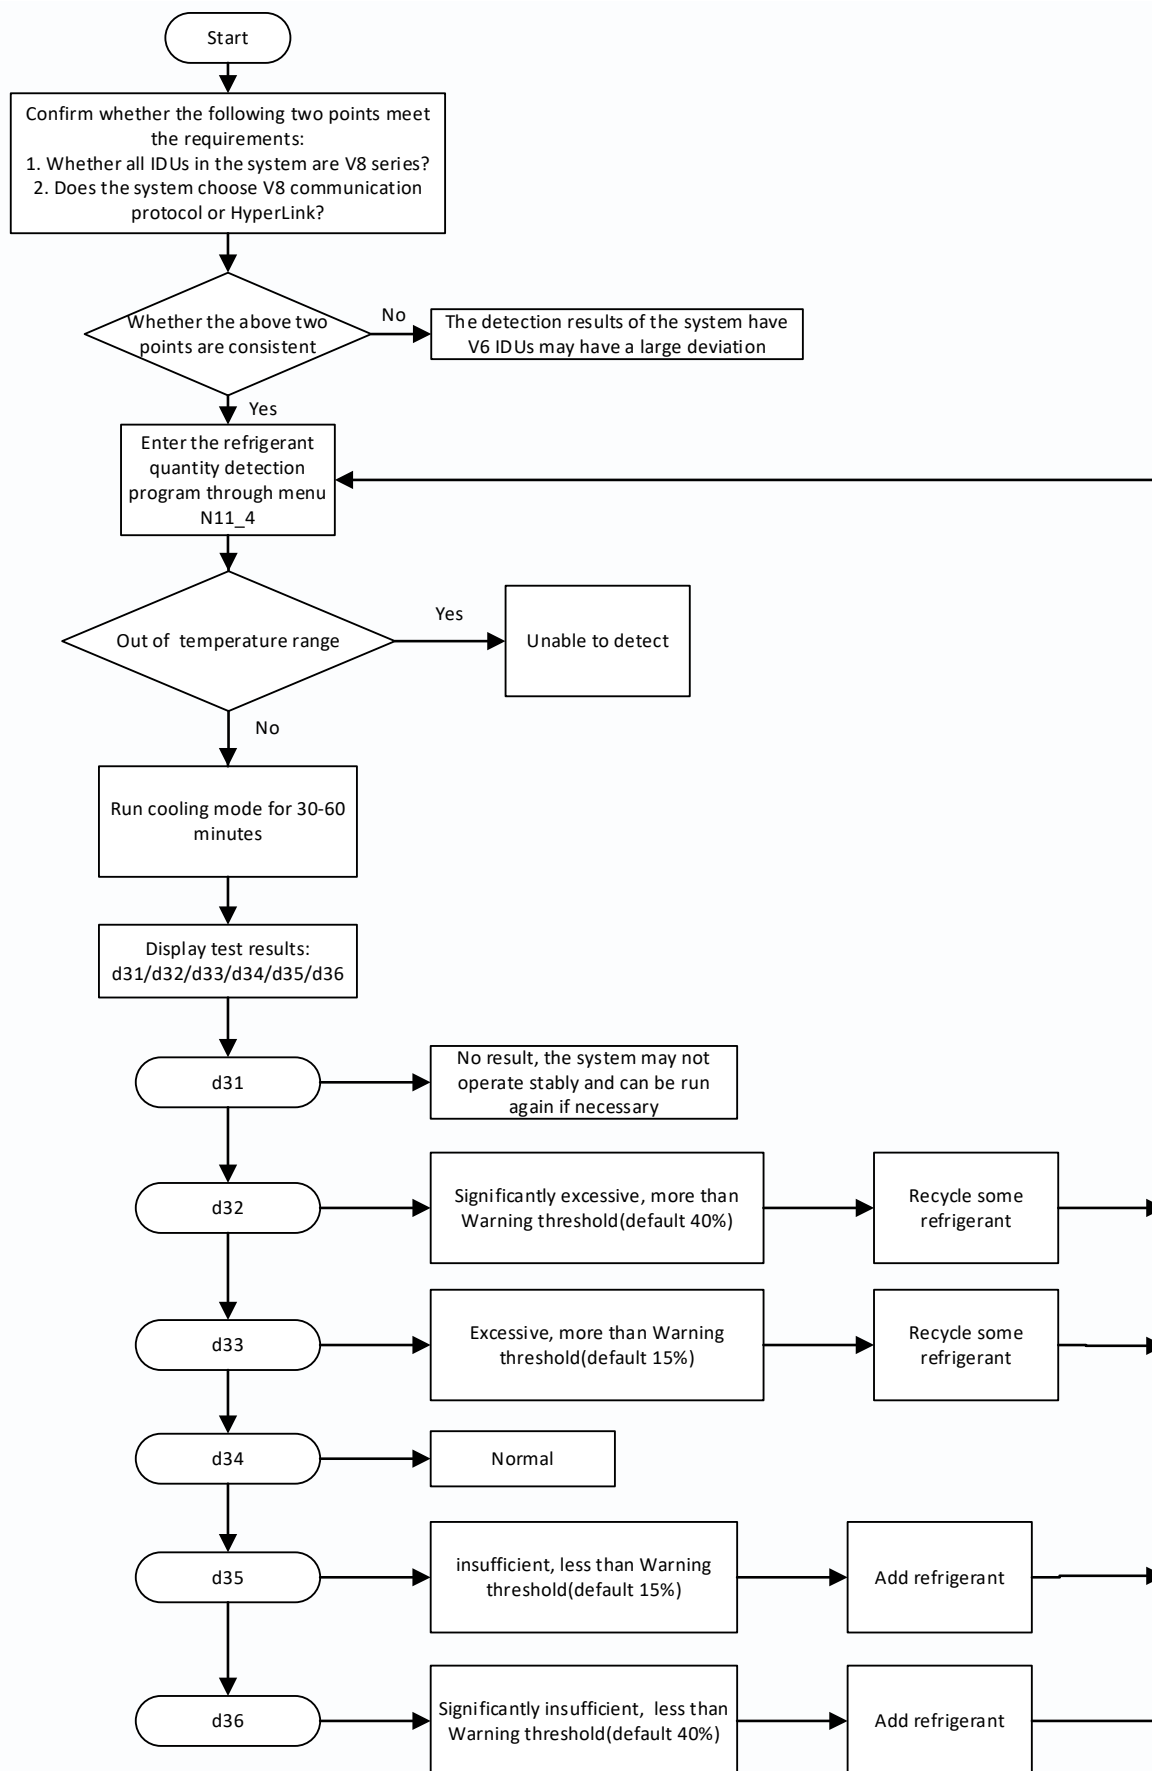 Start
Confirm whether the following two points meet
the requirements:
1. Whether all IDUs in the system are V8 series?
2. Does the system choose V8 communication
protocol or HyperLink?
Whether the above two
points are consistent
No
The detection results of the system have
V6 IDUs may have a large deviation
Yes
Enter the refrigerant
quantity detection
program through menu
N11_4
Out of temperature range
Yes
Unable to detect
No
Run cooling mode for 30-60
minutes
Display test results:
d31/d32/d33/d34/d35/d36
d31
No result, the system may not
operate stably and can be run
again if necessary
d32
Significantly excessive, more than
Warning threshold(default 40%)
Recycle some
refrigerant
d33
Excessive, more than Warning
threshold(default 15%)
Recycle some
refrigerant
d34
Normal
d35
insufficient, less than Warning
threshold(default 15%)
Add refrigerant
d36
Significantly insufficient, less than
Warning threshold(default 40%)
Add refrigerant